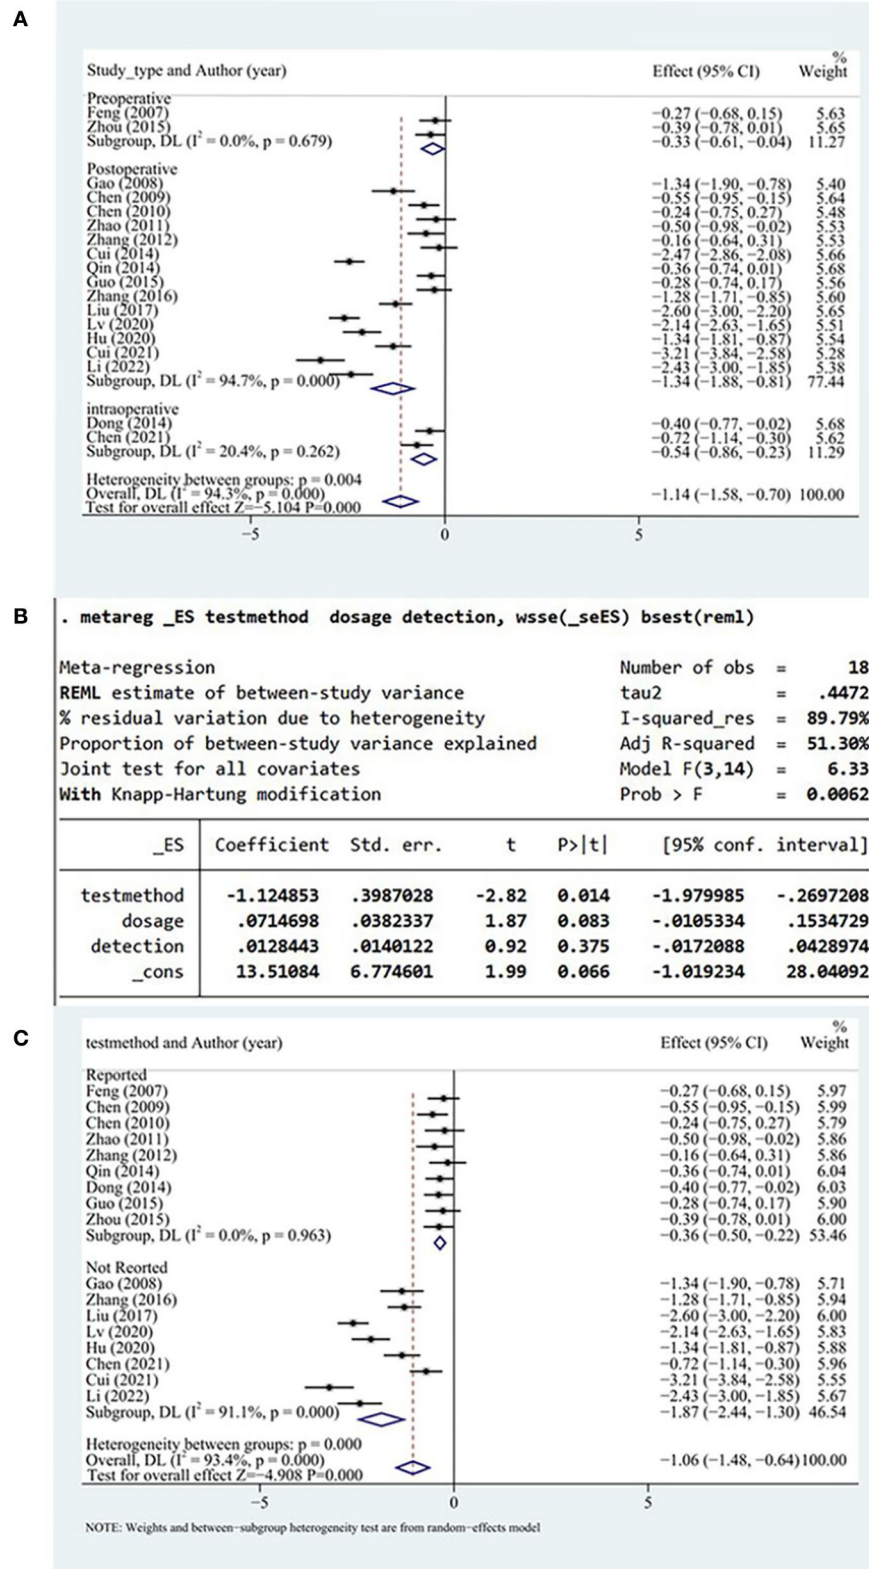 A
%
Study_type and Author (year) Effect (95% CI) Weight
Preoperative
Feng (2007) −0.27 (−0.68, 0.15) 5.63
Zhou (2015) −0.39 (−0.78, 0.01) 5.65
Subgroup, DL (I² = 0.0%, p = 0.679) −0.33 (−0.61, −0.04) 11.27
Postoperative
Gao (2008) −1.34 (−1.90, −0.78) 5.40
Chen (2009) −0.55 (−0.95, −0.15) 5.64
Chen (2010) −0.24 (−0.75, 0.27) 5.48
Zhao (2011) −0.50 (−0.98, −0.02) 5.53
Zhang (2012) −0.16 (−0.64, 0.31) 5.53
Cui (2014) −2.47 (−2.86, −2.08) 5.66
Qin (2014) −0.36 (−0.74, 0.01) 5.68
Guo (2015) −0.28 (−0.74, 0.17) 5.56
Zhang (2016) −1.28 (−1.71, −0.85) 5.60
Liu (2017) −2.60 (−3.00, −2.20) 5.65
Lv (2020) −2.14 (−2.63, −1.65) 5.51
Hu (2020) −1.34 (−1.81, −0.87) 5.54
Cui (2021) −3.21 (−3.84, −2.58) 5.28
Li (2022) −2.43 (−3.00, −1.85) 5.38
Subgroup, DL (I² = 94.7%, p = 0.000) −1.34 (−1.88, −0.81) 77.44
intraoperative
Dong (2014) −0.40 (−0.77, −0.02) 5.68
Chen (2021) −0.72 (−1.14, −0.30) 5.62
Subgroup, DL (I² = 20.4%, p = 0.262) −0.54 (−0.86, −0.23) 11.29
Heterogeneity between groups: p = 0.004
Overall, DL (I² = 94.3%, p = 0.000) −1.14 (−1.58, −0.70) 100.00
Test for overall effect Z=−5.104 P=0.000
−5 0 5
B
. metareg _ES testmethod dosage detection, wsse(_seES) bsest(reml)
Meta-regression Number of obs = 18
REML estimate of between-study variance tau2 = .4472
% residual variation due to heterogeneity I-squared_res = 89.79%
Proportion of between-study variance explained Adj R-squared = 51.30%
Joint test for all covariates Model F(3,14) = 6.33
With Knapp-Hartung modification Prob > F = 0.0062
_ES Coefficient Std. err. t P>|t| [95% conf. interval]
testmethod -1.124853 .3987028 -2.82 0.014 -1.979985 -.2697208
dosage .0714698 .0382337 1.87 0.083 -.0105334 .1534729
detection .0128443 .0140122 0.92 0.375 -.0172088 .0428974
_cons 13.51084 6.774601 1.99 0.066 -1.019234 28.04092
C
%
testmethod and Author (year) Effect (95% CI) Weight
Reported
Feng (2007) −0.27 (−0.68, 0.15) 5.97
Chen (2009) −0.55 (−0.95, −0.15) 5.99
Chen (2010) −0.24 (−0.75, 0.27) 5.79
Zhao (2011) −0.50 (−0.98, −0.02) 5.86
Zhang (2012) −0.16 (−0.64, 0.31) 5.86
Qin (2014) −0.36 (−0.74, 0.01) 6.04
Dong (2014) −0.40 (−0.77, −0.02) 6.03
Guo (2015) −0.28 (−0.74, 0.17) 5.90
Zhou (2015) −0.39 (−0.78, 0.01) 6.00
Subgroup, DL (I² = 0.0%, p = 0.963) −0.36 (−0.50, −0.22) 53.46
Not Reorted
Gao (2008) −1.34 (−1.90, −0.78) 5.71
Zhang (2016) −1.28 (−1.71, −0.85) 5.94
Liu (2017) −2.60 (−3.00, −2.20) 6.00
Lv (2020) −2.14 (−2.63, −1.65) 5.83
Hu (2020) −1.34 (−1.81, −0.87) 5.88
Chen (2021) −0.72 (−1.14, −0.30) 5.96
Cui (2021) −3.21 (−3.84, −2.58) 5.55
Li (2022) −2.43 (−3.00, −1.85) 5.67
Subgroup, DL (I² = 91.1%, p = 0.000) −1.87 (−2.44, −1.30) 46.54
Heterogeneity between groups: p = 0.000
Overall, DL (I² = 93.4%, p = 0.000) −1.06 (−1.48, −0.64) 100.00
Test for overall effect Z=−4.908 P=0.000
−5 0 5
NOTE: Weights and between−subgroup heterogeneity test are from random−effects model